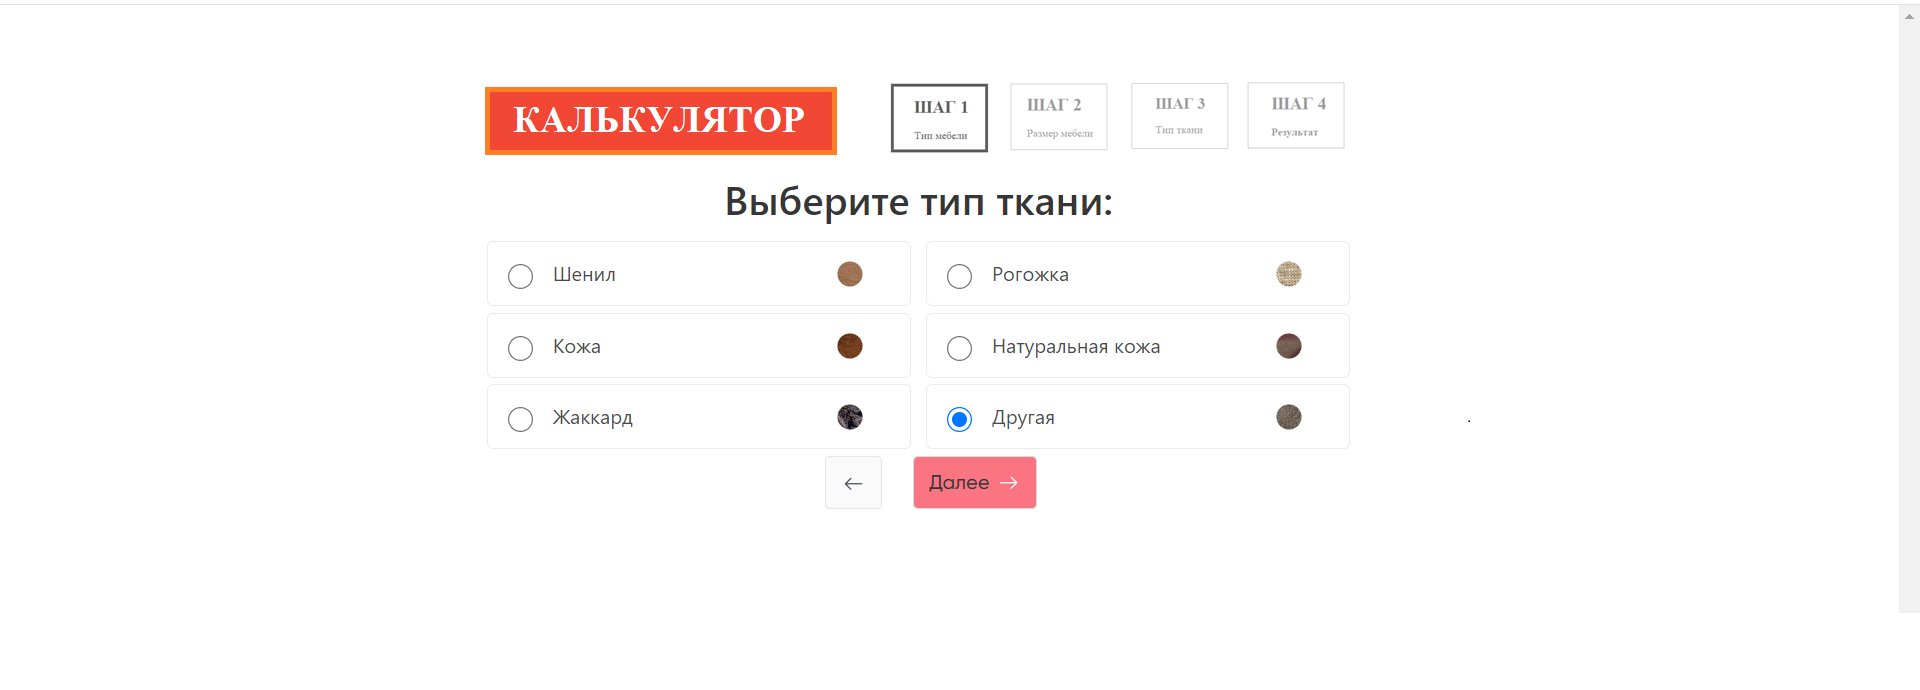 КАЛЬКУЛЯТОР
ШАГ 1
Тип мебели
ШАГ 2
Размер мебели
ШАГ 3
Тип ткани
ШАГ 4
Результат
Выберите тип ткани:
Шенил
Рогожка
Кожа
Натуральная кожа
Жаккард
Другая
.
Далее